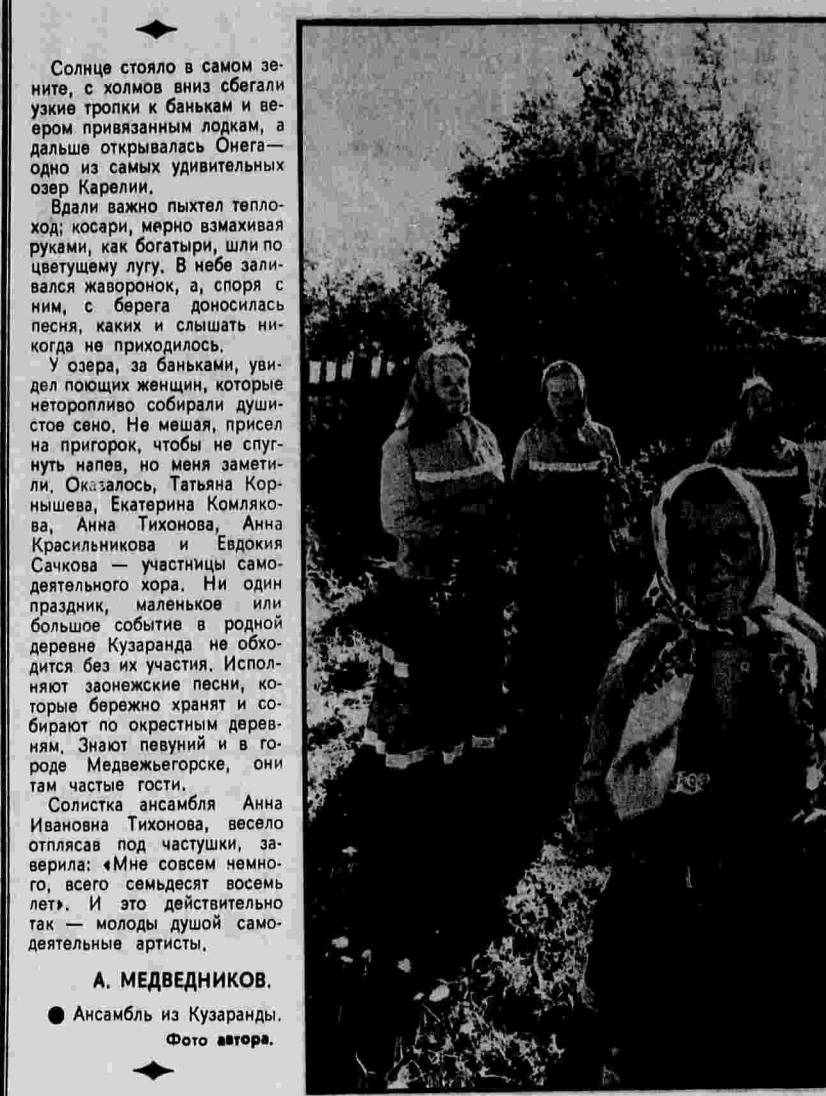 Солнце стояло в самом зе-
ните, с холмов вниз сбегали
узкие тропки к банькам и ве-
ером привязанным лодкам, а
дальше открывалась Онега—
одно из самых удивительных
озер Карелии.
Вдали важно пыхтел тепло-
ход; косари, мерно взмахивая
руками, как богатыри, шли по
цветущему лугу. В небе зали-
вался жаворонок, а, споря с
ним, с берега доносилась
песня, каких и слышать ни-
когда не приходилось.
У озера, за баньками, уви-
дел поющих женщин, которые
неторопливо собирали души-
стое сено. Не мешая, присел
на пригорок, чтобы не спуг-
нуть напев, но меня замети-
ли. Оказалось, Татьяна Кор-
нышева, Екатерина Комляко-
ва, Анна Тихонова, Анна
Красильникова и Евдокия
Сачкова — участницы само-
деятельного хора. Ни один
праздник, маленькое или
большое событие в родной
деревне Кузаранда не обхо-
дится без их участия. Испол-
няют заонежские песни, ко-
торые бережно хранят и со-
бирают по окрестным дерев-
ням. Знают певуний и в го-
роде Медвежьегорске, они
там частые гости.
Солистка ансамбля Анна
Ивановна Тихонова, весело
отплясав под частушки, за-
верила: «Мне совсем немно-
го, всего семьдесят восемь
лет». И это действительно
так — молоды душой само-
деятельные артисты.
А. МЕДВЕДНИКОВ.
● Ансамбль из Кузаранды.
Фото автора.